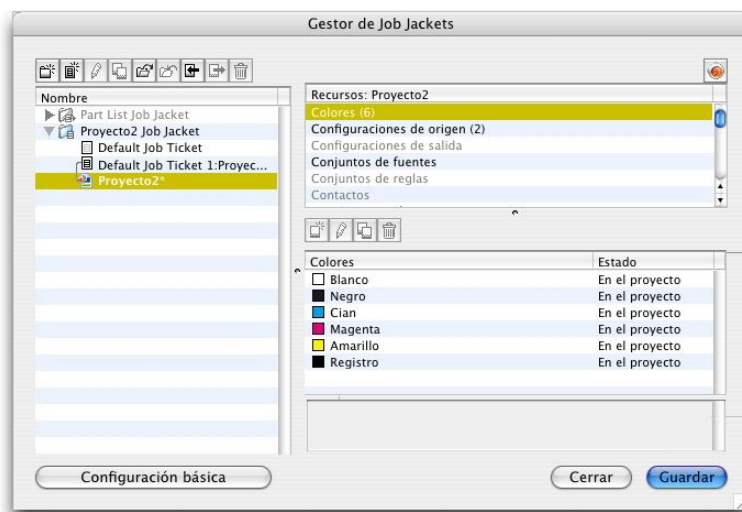 Gestor de Job Jackets
Nombre
Part List Job Jacket
Proyecto2 Job Jacket
Default Job Ticket
Default Job Ticket 1:Proyec...
Proyecto2*
Recursos: Proyecto2
Colores (6)
Configuraciones de origen (2)
Configuraciones de salida
Conjuntos de fuentes
Conjuntos de reglas
Contactos
Colores Estado
Blanco En el proyecto
Negro En el proyecto
Cian En el proyecto
Magenta En el proyecto
Amarillo En el proyecto
Registro En el proyecto
Configuración básica
Cerrar
Guardar